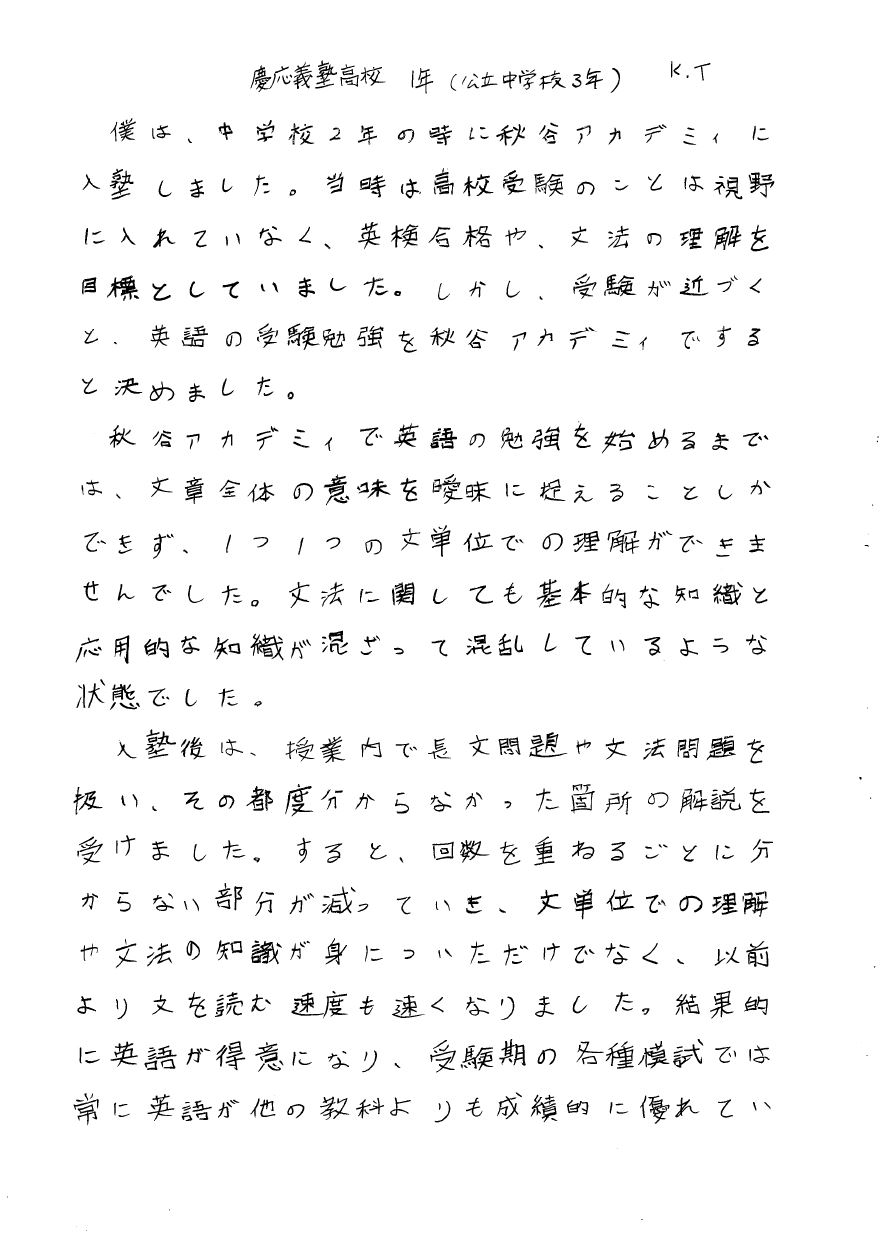 慶応義塾高校 1年(公立中学校3年) K.T
僕は、中学校2年の時に秋谷アカデミィに
入塾しました。当時は高校受験のことは視野
に入れていなく、英検合格や、文法の理解を
目標としていました。しかし、受験が近づく
と、英語の受験勉強を秋谷アカデミィでする
と決めました。
秋谷アカデミィで英語の勉強を始めるまで
は、文章全体の意味を曖昧に捉えることしか
できず、1つ1つの文単位での理解ができま
せんでした。文法に関しても基本的な知織と
応用的な知織が混ざって混乱しているような
状態でした。
入塾後は、授業内で長文問題や文法問題を
扱い、その都度分からなかった箇所の解説を
受けました。すると、回数を重ねるごとに分
からない部分が減っていき、文単位での理解
や文法の知識が身についただけでなく、以前
より文を読む速度も速くなりました。結果的
に英語が得意になり、受験期の各種模試では
常に英語が他の教科よりも成績的に優れてい